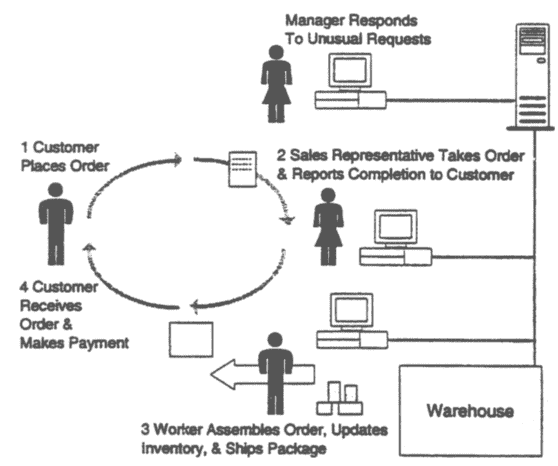 Manager Responds
To Unusual Requests
1 Customer
Places Order
2 Sales Representative Takes Order
& Reports Completion to Customer
4 Customer
Receives
Order &
Makes Payment
Warehouse
3 Worker Assembles Order, Updates
Inventory, & Ships Package